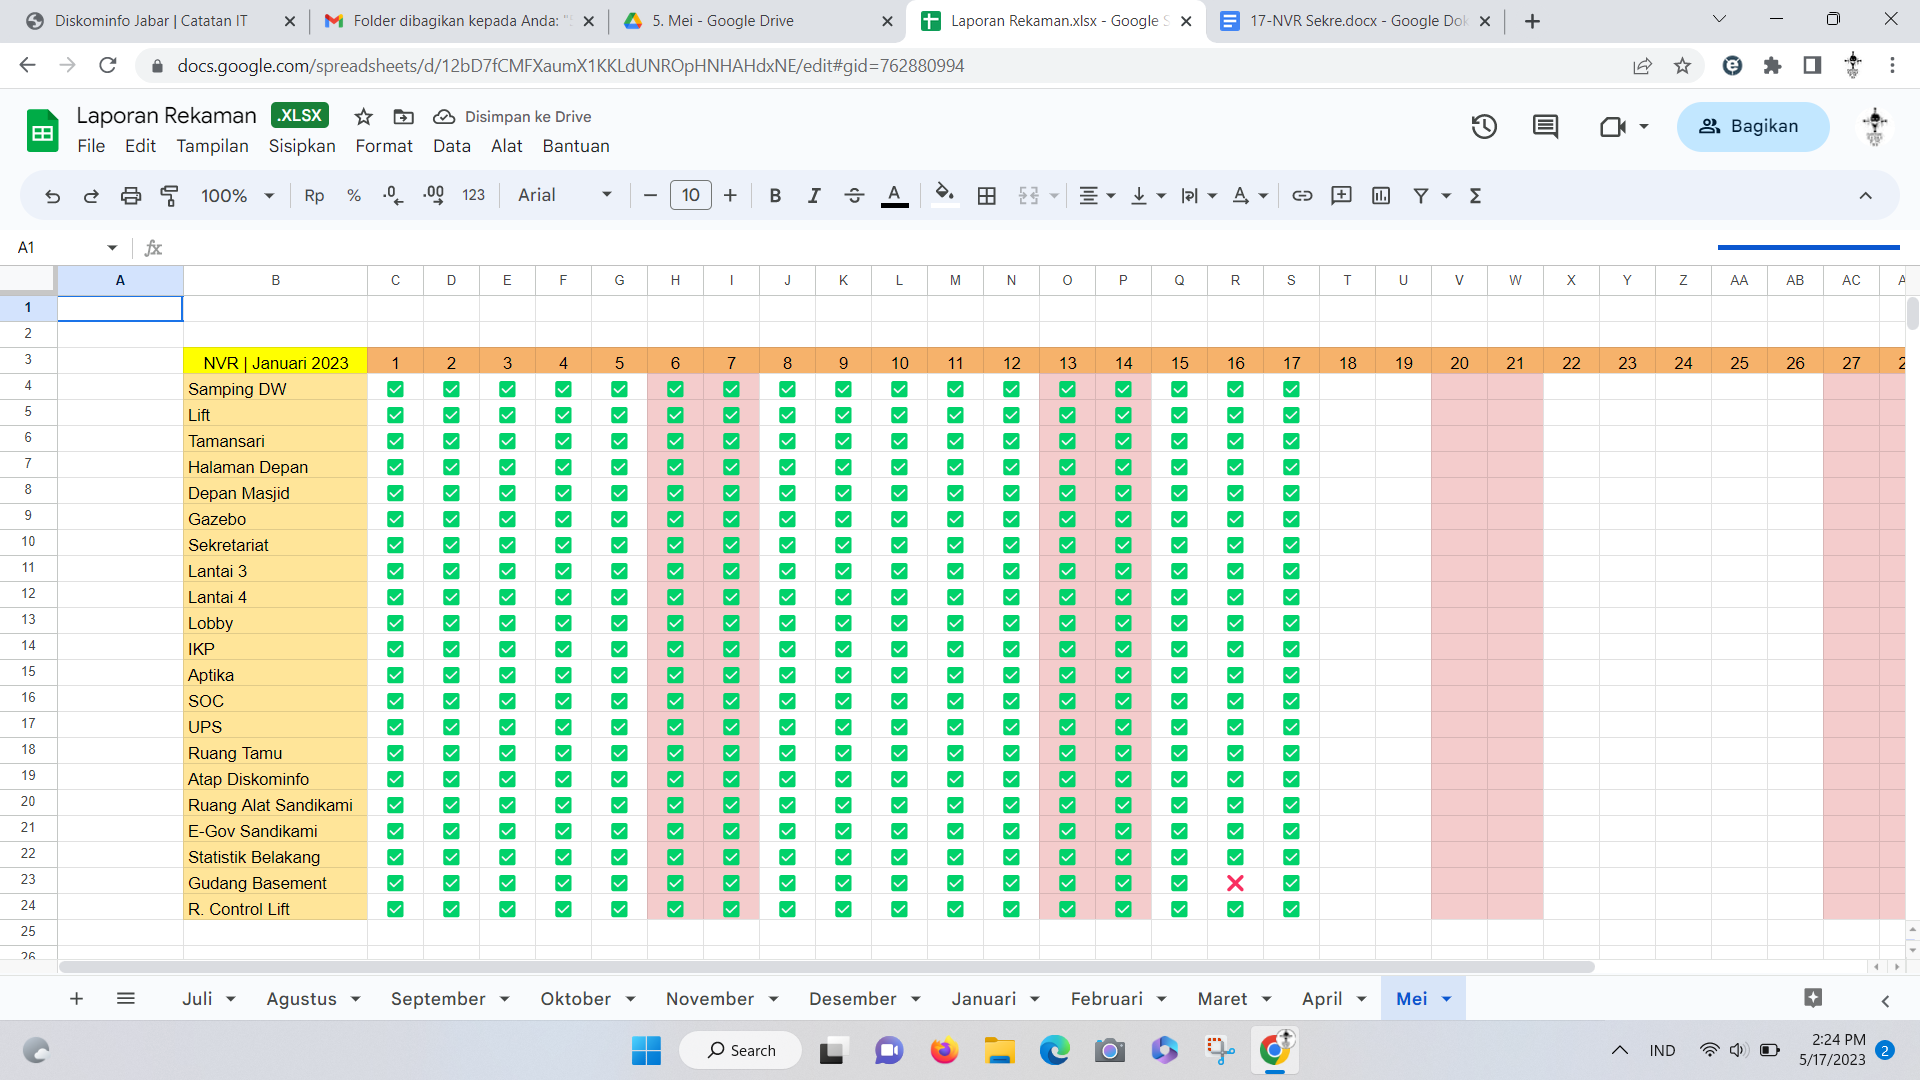 Diskominfo Jabar | Catatan IT
Folder dibagikan kepada Anda: "
5. Mei - Google Drive
Laporan Rekaman.xlsx - Google S
17-NVR Sekre.docx - Google Dok
docs.google.com/spreadsheets/d/12bD7fCMFXaumX1KKLdUNROpHNHAHdxNE/edit#gid=762880994
Laporan Rekaman .XLSX Disimpan ke Drive
File Edit Tampilan Sisipkan Format Data Alat Bantuan
Bagikan
100% Rp % .0 .00 123 Arial 10 B I S A Σ
A1 fx
A B C D E F G H I J K L M N O P Q R S T U V W X Y Z AA AB AC A
1
2
3 NVR | Januari 2023 1 2 3 4 5 6 7 8 9 10 11 12 13 14 15 16 17 18 19 20 21 22 23 24 25 26 27 2
4 Samping DW ✅ ✅ ✅ ✅ ✅ ✅ ✅ ✅ ✅ ✅ ✅ ✅ ✅ ✅ ✅ ✅ ✅
5 Lift ✅ ✅ ✅ ✅ ✅ ✅ ✅ ✅ ✅ ✅ ✅ ✅ ✅ ✅ ✅ ✅ ✅
6 Tamansari ✅ ✅ ✅ ✅ ✅ ✅ ✅ ✅ ✅ ✅ ✅ ✅ ✅ ✅ ✅ ✅ ✅
7 Halaman Depan ✅ ✅ ✅ ✅ ✅ ✅ ✅ ✅ ✅ ✅ ✅ ✅ ✅ ✅ ✅ ✅ ✅
8 Depan Masjid ✅ ✅ ✅ ✅ ✅ ✅ ✅ ✅ ✅ ✅ ✅ ✅ ✅ ✅ ✅ ✅ ✅
9 Gazebo ✅ ✅ ✅ ✅ ✅ ✅ ✅ ✅ ✅ ✅ ✅ ✅ ✅ ✅ ✅ ✅ ✅
10 Sekretariat ✅ ✅ ✅ ✅ ✅ ✅ ✅ ✅ ✅ ✅ ✅ ✅ ✅ ✅ ✅ ✅ ✅
11 Lantai 3 ✅ ✅ ✅ ✅ ✅ ✅ ✅ ✅ ✅ ✅ ✅ ✅ ✅ ✅ ✅ ✅ ✅
12 Lantai 4 ✅ ✅ ✅ ✅ ✅ ✅ ✅ ✅ ✅ ✅ ✅ ✅ ✅ ✅ ✅ ✅ ✅
13 Lobby ✅ ✅ ✅ ✅ ✅ ✅ ✅ ✅ ✅ ✅ ✅ ✅ ✅ ✅ ✅ ✅ ✅
14 IKP ✅ ✅ ✅ ✅ ✅ ✅ ✅ ✅ ✅ ✅ ✅ ✅ ✅ ✅ ✅ ✅ ✅
15 Aptika ✅ ✅ ✅ ✅ ✅ ✅ ✅ ✅ ✅ ✅ ✅ ✅ ✅ ✅ ✅ ✅ ✅
16 SOC ✅ ✅ ✅ ✅ ✅ ✅ ✅ ✅ ✅ ✅ ✅ ✅ ✅ ✅ ✅ ✅ ✅
17 UPS ✅ ✅ ✅ ✅ ✅ ✅ ✅ ✅ ✅ ✅ ✅ ✅ ✅ ✅ ✅ ✅ ✅
18 Ruang Tamu ✅ ✅ ✅ ✅ ✅ ✅ ✅ ✅ ✅ ✅ ✅ ✅ ✅ ✅ ✅ ✅ ✅
19 Atap Diskominfo ✅ ✅ ✅ ✅ ✅ ✅ ✅ ✅ ✅ ✅ ✅ ✅ ✅ ✅ ✅ ✅ ✅
20 Ruang Alat Sandikami ✅ ✅ ✅ ✅ ✅ ✅ ✅ ✅ ✅ ✅ ✅ ✅ ✅ ✅ ✅ ✅ ✅
21 E-Gov Sandikami ✅ ✅ ✅ ✅ ✅ ✅ ✅ ✅ ✅ ✅ ✅ ✅ ✅ ✅ ✅ ✅ ✅
22 Statistik Belakang ✅ ✅ ✅ ✅ ✅ ✅ ✅ ✅ ✅ ✅ ✅ ✅ ✅ ✅ ✅ ✅ ✅
23 Gudang Basement ✅ ✅ ✅ ✅ ✅ ✅ ✅ ✅ ✅ ✅ ✅ ✅ ✅ ✅ ✅ ❌ ✅
24 R. Control Lift ✅ ✅ ✅ ✅ ✅ ✅ ✅ ✅ ✅ ✅ ✅ ✅ ✅ ✅ ✅ ✅ ✅
25
26
Juli Agustus September Oktober November Desember Januari Februari Maret April Mei
Search
IND
2:24 PM
5/17/2023
2